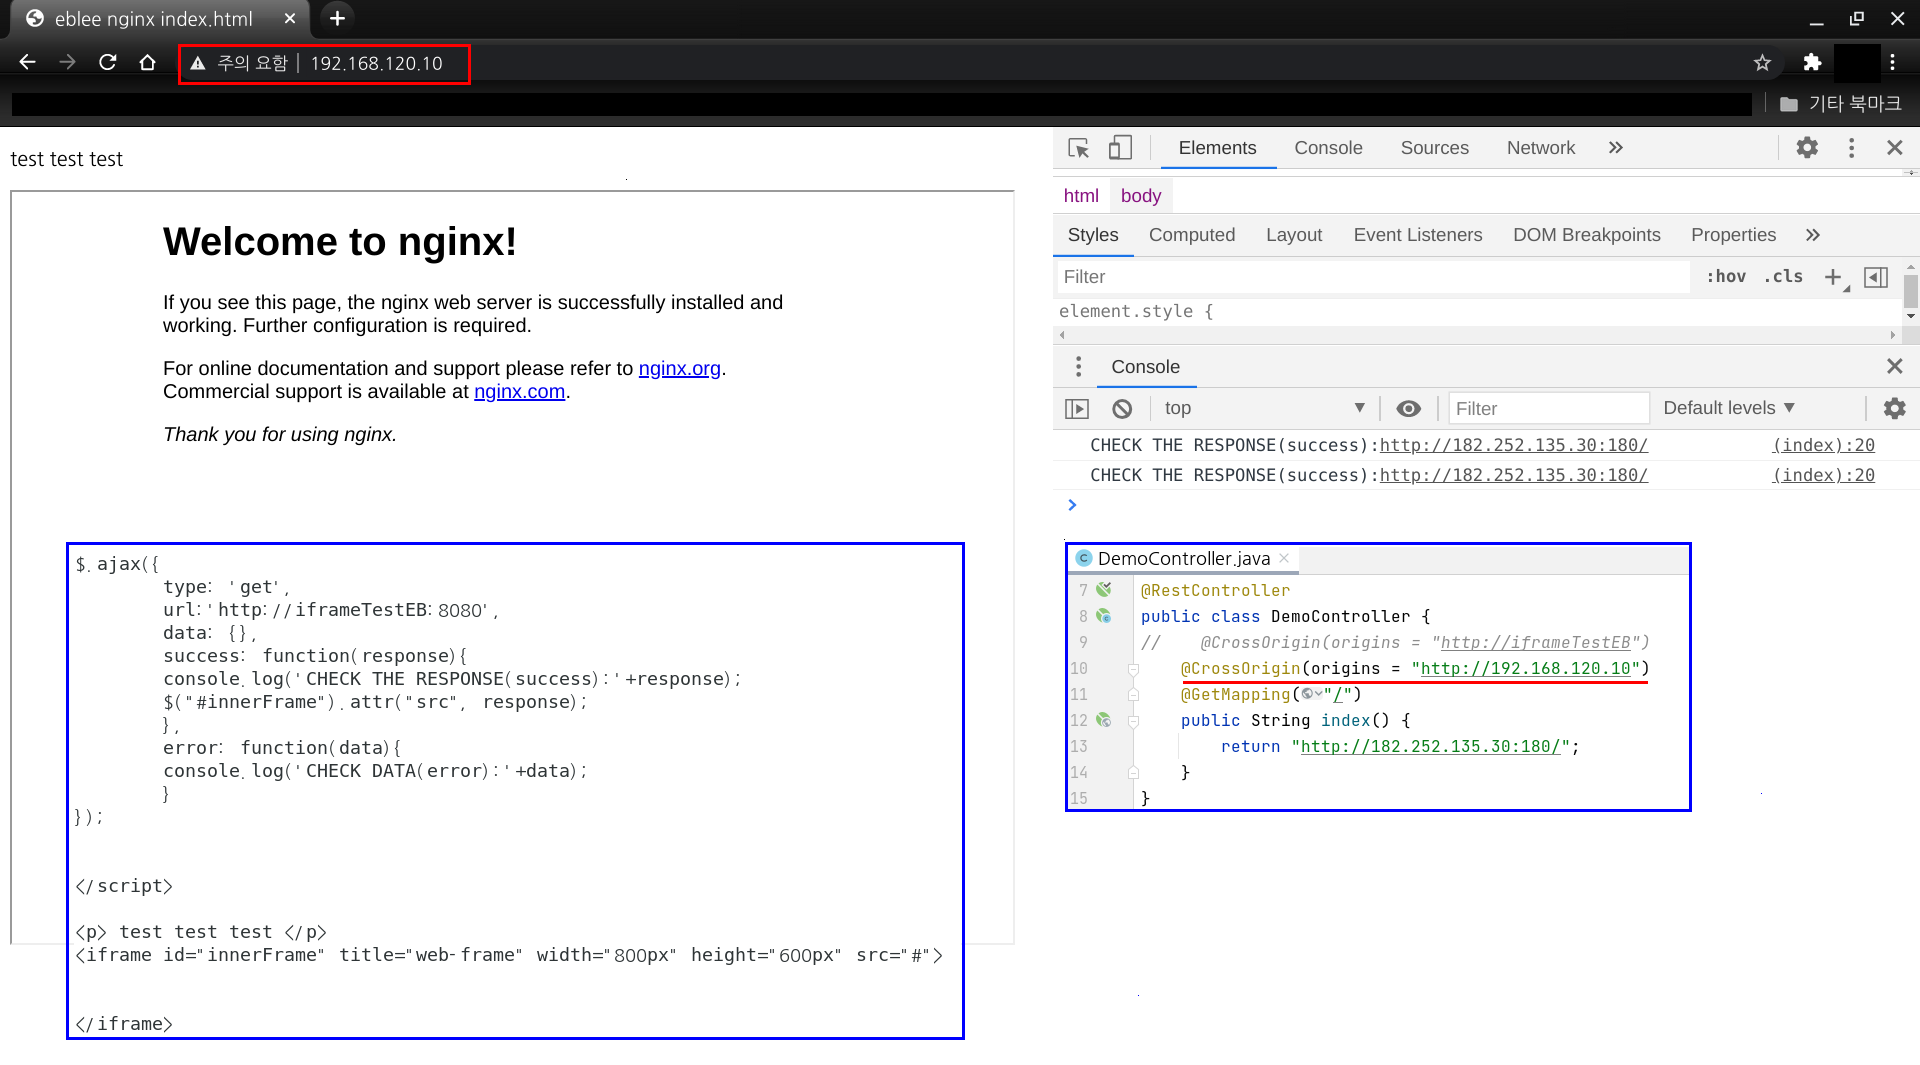 eblee nginx index.html
주의 요함 | 192.168.120.10
기타 북마크
test test test
Welcome to nginx!
If you see this page, the nginx web server is successfully installed and
working. Further configuration is required.
For online documentation and support please refer to nginx.org.
Commercial support is available at nginx.com.
Thank you for using nginx.
$.ajax({
type: 'get',
url:'http://iframeTestEB:8080',
data: {},
success: function(response){
console.log('CHECK THE RESPONSE(success):'+response);
$("#innerFrame").attr("src", response);
},
error: function(data){
console.log('CHECK DATA(error):'+data);
}
});
</script>
<p> test test test </p>
<iframe id="innerFrame" title="web-frame" width="800px" height="600px" src="#">
</iframe>
Elements Console Sources Network
html body
Styles Computed Layout Event Listeners DOM Breakpoints Properties
Filter :hov .cls
element.style {
Console
top Filter Default levels
CHECK THE RESPONSE(success):http://182.252.135.30:180/ (index):20
CHECK THE RESPONSE(success):http://182.252.135.30:180/ (index):20
DemoController.java
7 @RestController
8 public class DemoController {
9 // @CrossOrigin(origins = "http://iframeTestEB")
10 @CrossOrigin(origins = "http://192.168.120.10")
11 @GetMapping("/")
12 public String index() {
13 return "http://182.252.135.30:180/";
14 }
15 }